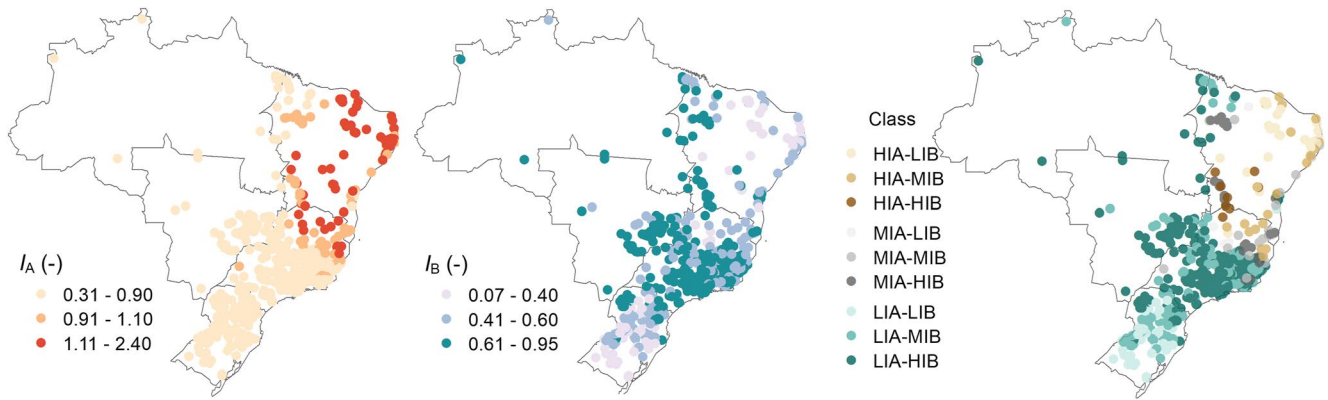 I_A (-)
0.31 - 0.90
0.91 - 1.10
1.11 - 2.40
I_B (-)
0.07 - 0.40
0.41 - 0.60
0.61 - 0.95
Class
HIA-LIB
HIA-MIB
HIA-HIB
MIA-LIB
MIA-MIB
MIA-HIB
LIA-LIB
LIA-MIB
LIA-HIB